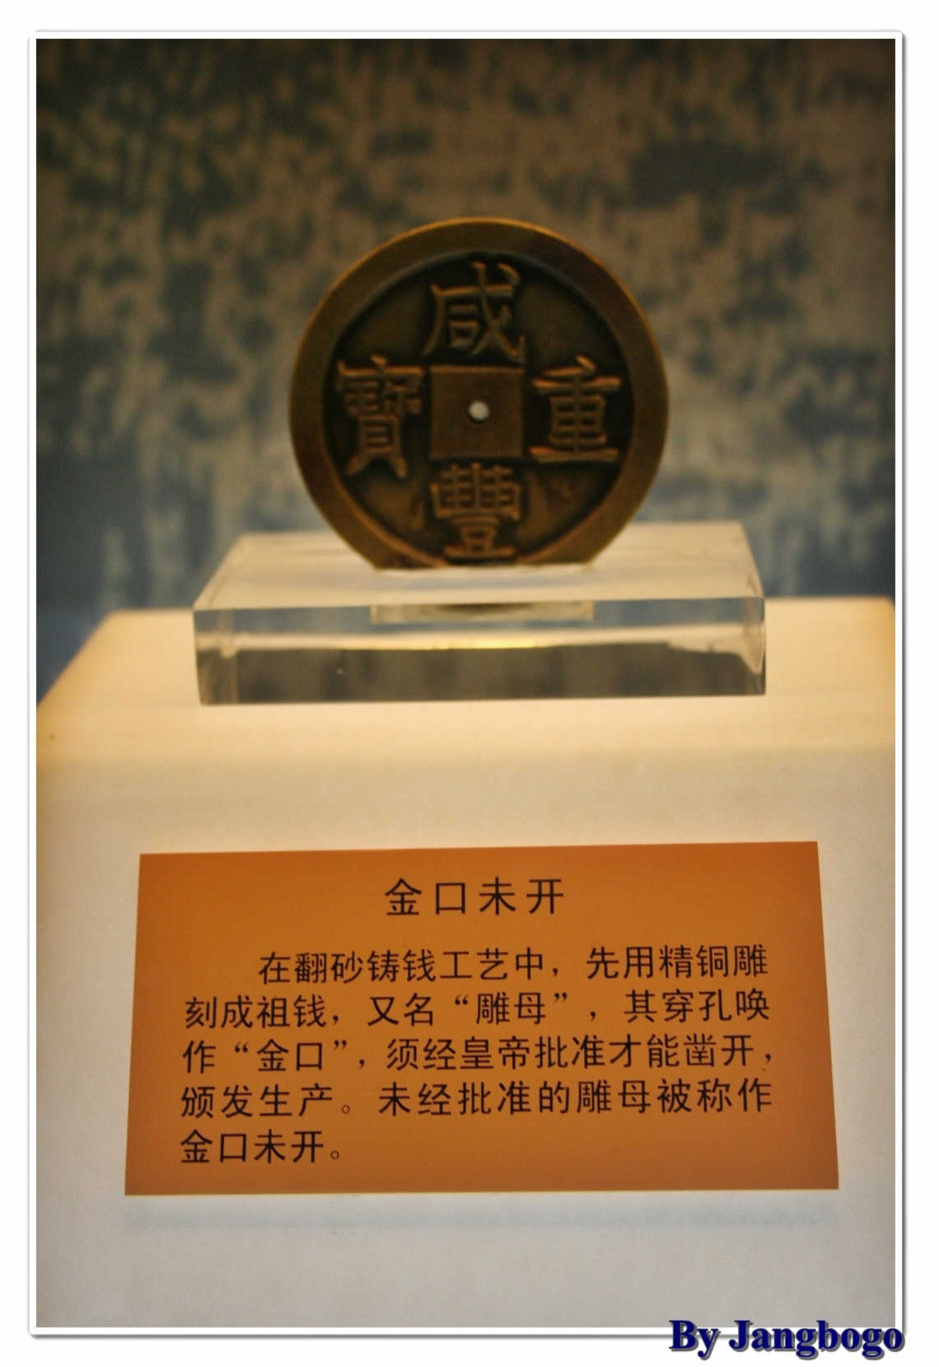 咸
寶 重
豐
金口未开
在翻砂铸钱工艺中，先用精铜雕
刻成祖钱，又名“雕母”，其穿孔唤
作“金口”，须经皇帝批准才能凿开，
颁发生产。未经批准的雕母被称作
金口未开。
By Jangbogo